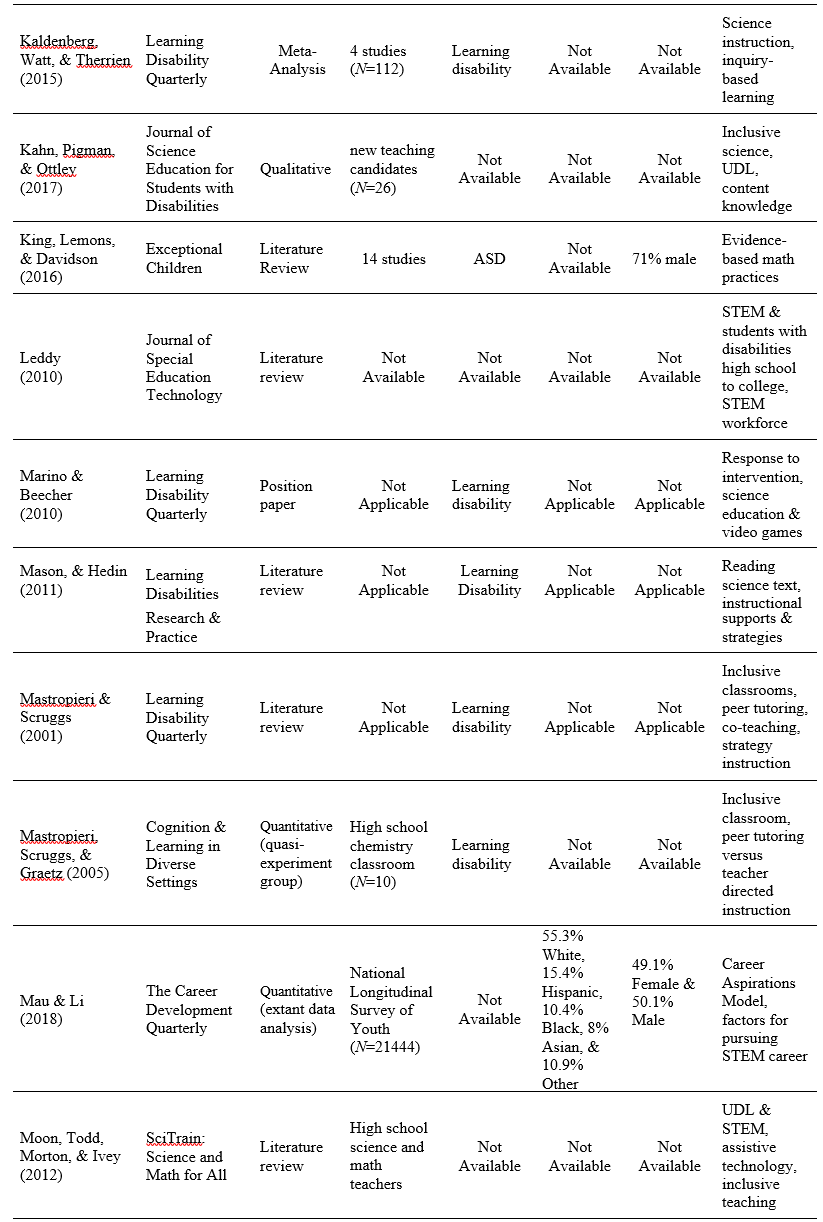 Kaldenberg,
Watt, & Therrien
(2015)
Learning
Disability
Quarterly
Meta-
Analysis
4 studies
(N=112)
Learning
disability
Not
Available
Not
Available
Science
instruction,
inquiry-
based
learning
Kahn, Pigman,
& Ottley
(2017)
Journal of
Science
Education for
Students with
Disabilities
Qualitative
new teaching
candidates
(N=26)
Not
Available
Not
Available
Not
Available
Inclusive
science,
UDL,
content
knowledge
King, Lemons,
& Davidson
(2016)
Exceptional
Children
Literature
Review
14 studies
ASD
Not
Available
71% male
Evidence-
based math
practices
Leddy
(2010)
Journal of
Special
Education
Technology
Literature
review
Not
Available
Not
Available
Not
Available
Not
Available
STEM &
students with
disabilities
high school
to college,
STEM
workforce
Marino &
Beecher
(2010)
Learning
Disability
Quarterly
Position
paper
Not
Applicable
Learning
disability
Not
Applicable
Not
Applicable
Response to
intervention,
science
education &
video games
Mason, & Hedin
(2011)
Learning
Disabilities
Research &
Practice
Literature
review
Not
Applicable
Learning
Disability
Not
Applicable
Not
Applicable
Reading
science text,
instructional
supports &
strategies
Mastropieri &
Scruggs
(2001)
Learning
Disability
Quarterly
Literature
review
Not
Applicable
Learning
disability
Not
Applicable
Not
Applicable
Inclusive
classrooms,
peer tutoring,
co-teaching,
strategy
instruction
Mastropieri,
Scruggs, &
Graetz (2005)
Cognition &
Learning in
Diverse
Settings
Quantitative
(quasi-
experiment
group)
High school
chemistry
classroom
(N=10)
Learning
disability
Not
Available
Not
Available
Inclusive
classroom,
peer tutoring
versus
teacher
directed
instruction
Mau & Li
(2018)
The Career
Development
Quarterly
Quantitative
(extant data
analysis)
National
Longitudinal
Survey of
Youth
(N=21444)
Not
Available
55.3%
White,
15.4%
Hispanic,
10.4%
Black, 8%
Asian, &
10.9%
Other
49.1%
Female &
50.1%
Male
Career
Aspirations
Model,
factors for
pursuing
STEM career
Moon, Todd,
Morton, & Ivey
(2012)
SciTrain:
Science and
Math for All
Literature
review
High school
science and
math
teachers
Not
Available
Not
Available
Not
Available
UDL &
STEM,
assistive
technology,
inclusive
teaching